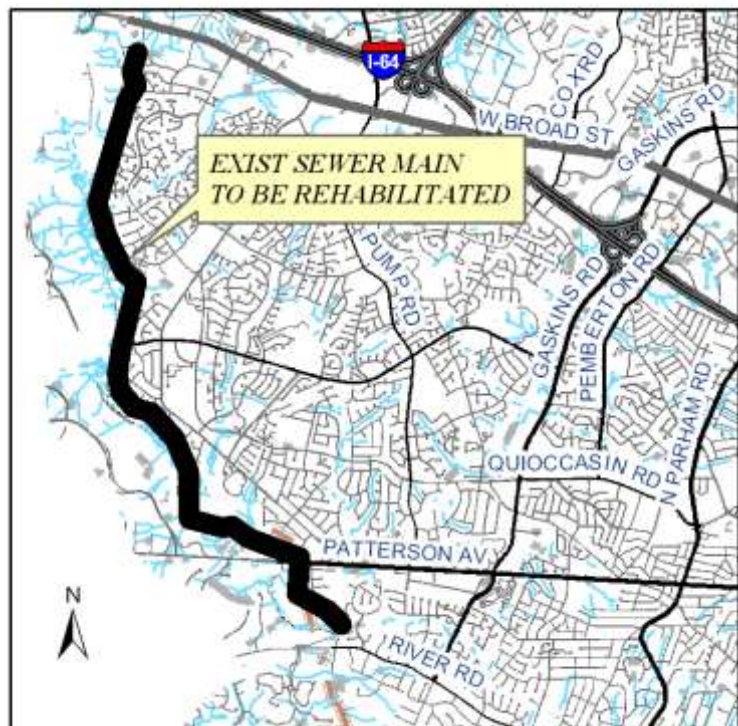 I-64
COX RD
W. BROAD ST
GASKINS RD
EXIST SEWER MAIN
TO BE REHABILITATED
PUMP RD
GASKINS RD
PEMBERTON RD
N PARHAM RD
QUIOCCASIN RD
PATTERSON AV
N
RIVER RD